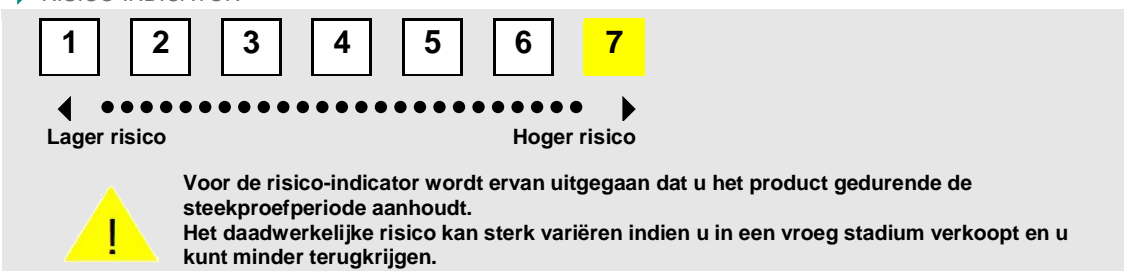 RISICO-INDICATOR
1 2 3 4 5 6 7
Lager risico Hoger risico
! Voor de risico-indicator wordt ervan uitgegaan dat u het product gedurende de
steekproefperiode aanhoudt.
Het daadwerkelijke risico kan sterk variëren indien u in een vroeg stadium verkoopt en u
kunt minder terugkrijgen.